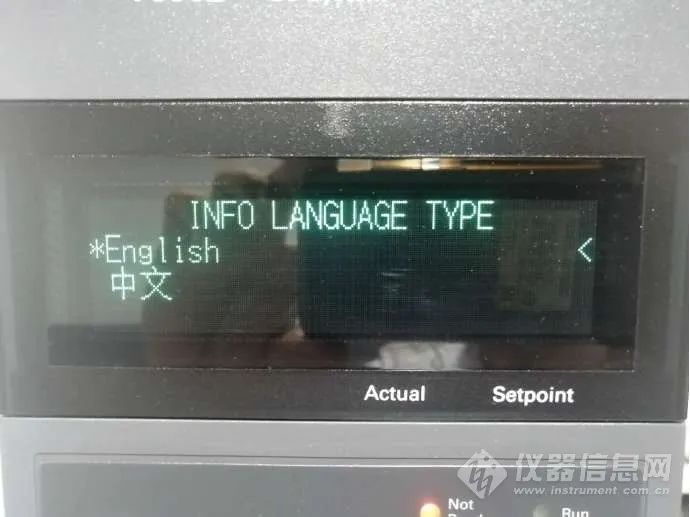 INFO LANGUAGE TYPE
*English <
中文
Actual Setpoint
Not
Run
仪器信息网
www.instrument.com.cn